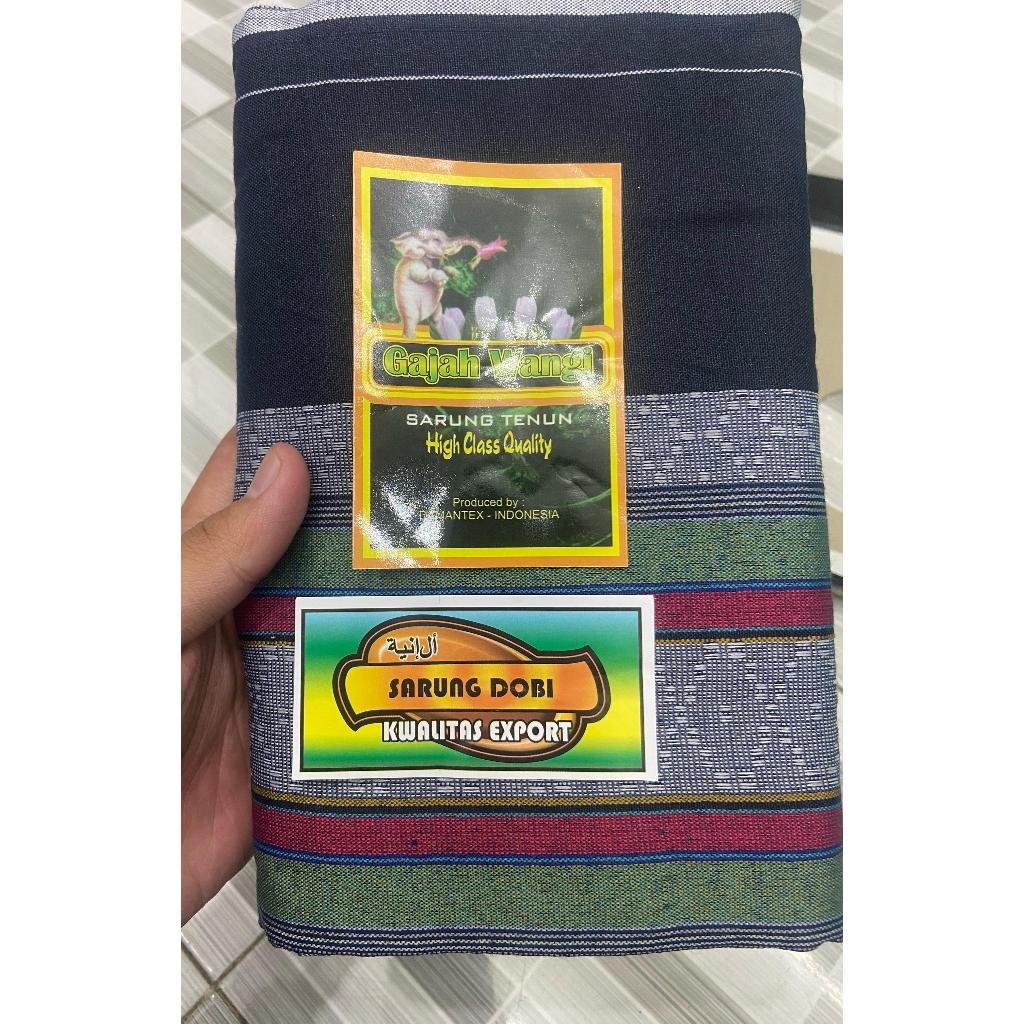 Gajah Wangi
SARUNG TENUN
High Class Quality
Produced by :
INDONESIA
ألإنية
SARUNG DOBI
KWALITAS EXPORT